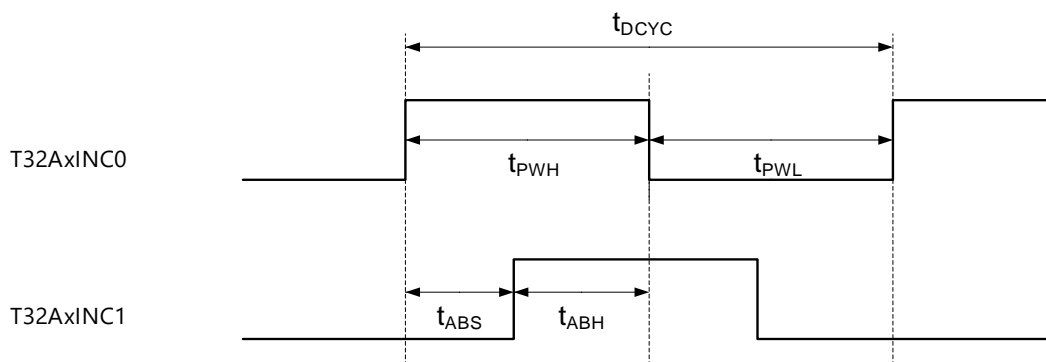 tDCYC
T32AxINC0
tPWH
tPWL
T32AxINC1
tABS
tABH